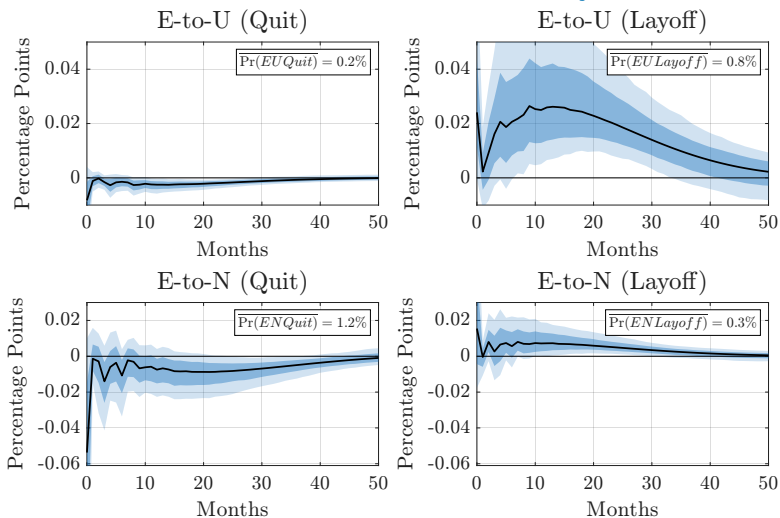 E-to-U (Quit)
Percentage Points
0.04
0.02
0
Pr(EUQuit) = 0.2%
0 10 20 30 40 50
Months
E-to-U (Layoff)
Percentage Points
0.04
0.02
0
Pr(EULayoff) = 0.8%
0 10 20 30 40 50
Months
E-to-N (Quit)
Percentage Points
0.02
0
-0.02
-0.04
-0.06
Pr(ENQuit) = 1.2%
0 10 20 30 40 50
Months
E-to-N (Layoff)
Percentage Points
0.02
0
-0.02
-0.04
-0.06
Pr(ENLayoff) = 0.3%
0 10 20 30 40 50
Months